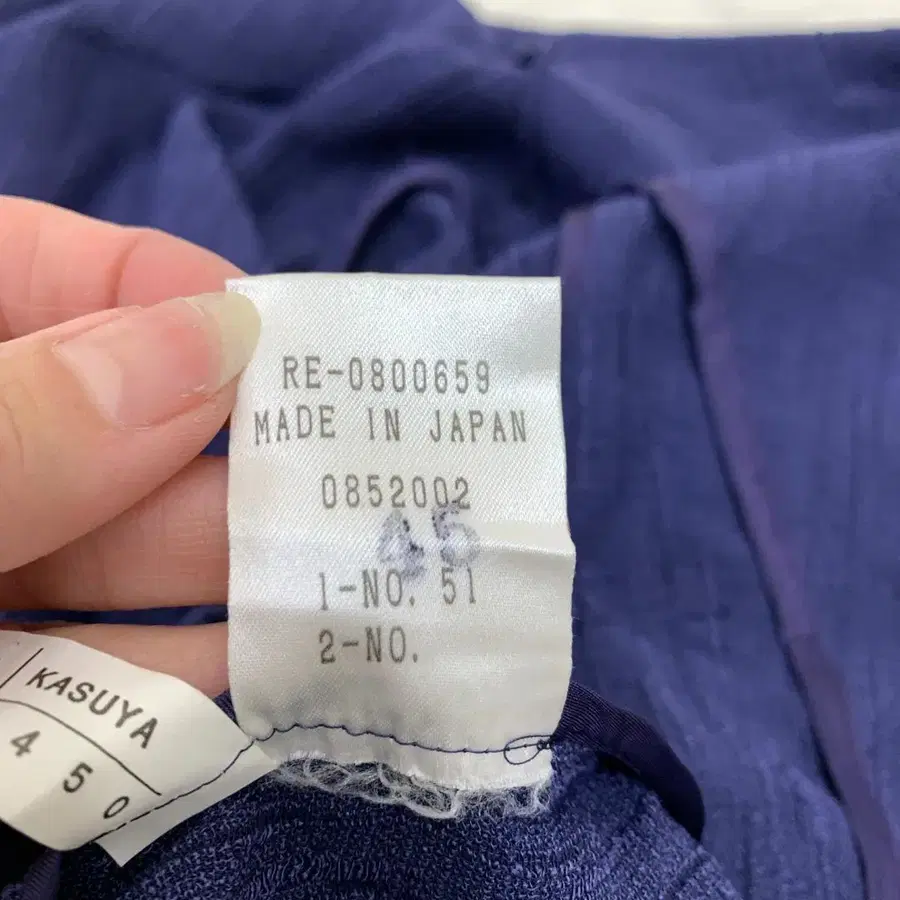 RE-0800659
MADE IN JAPAN
0852002
45
1-NO. 51
2-NO.
KASUYA
4 5 0